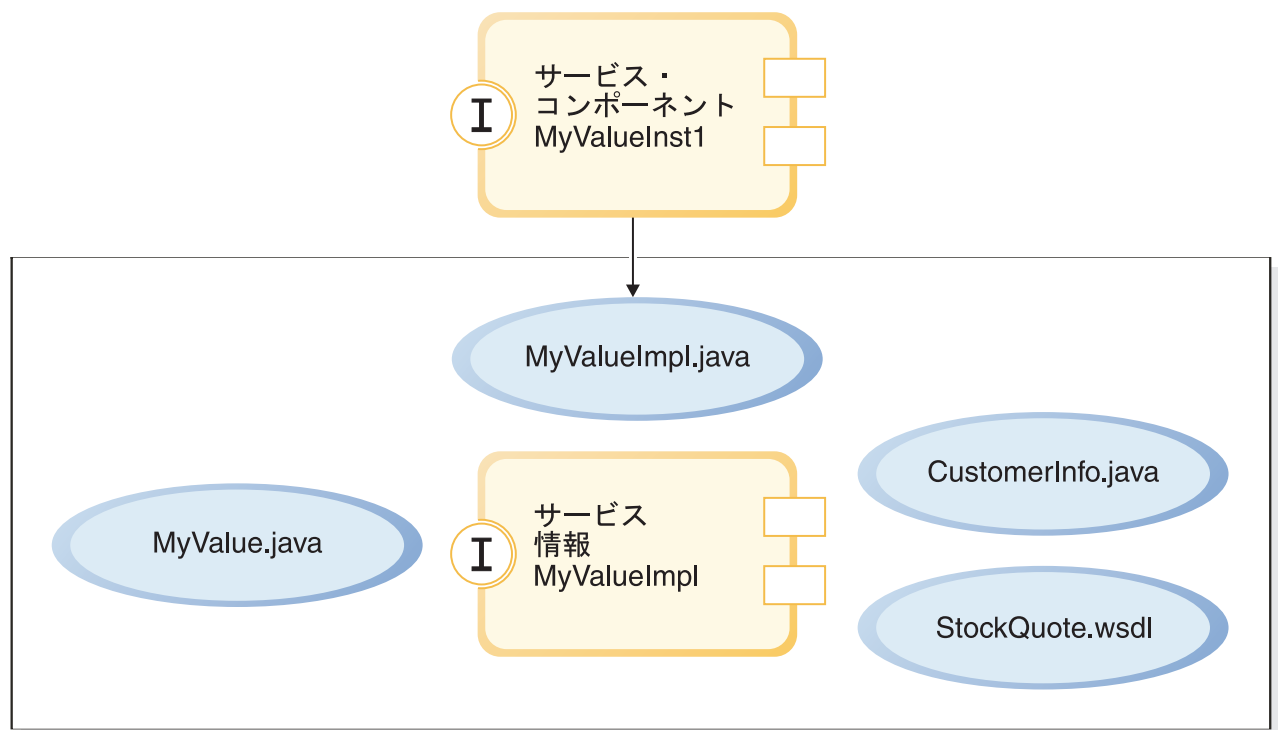 サービス・
コンポーネント
MyValueInst1
I
MyValueImpl.java
CustomerInfo.java
MyValue.java
サービス
情報
MyValueImpl
I
StockQuote.wsdl